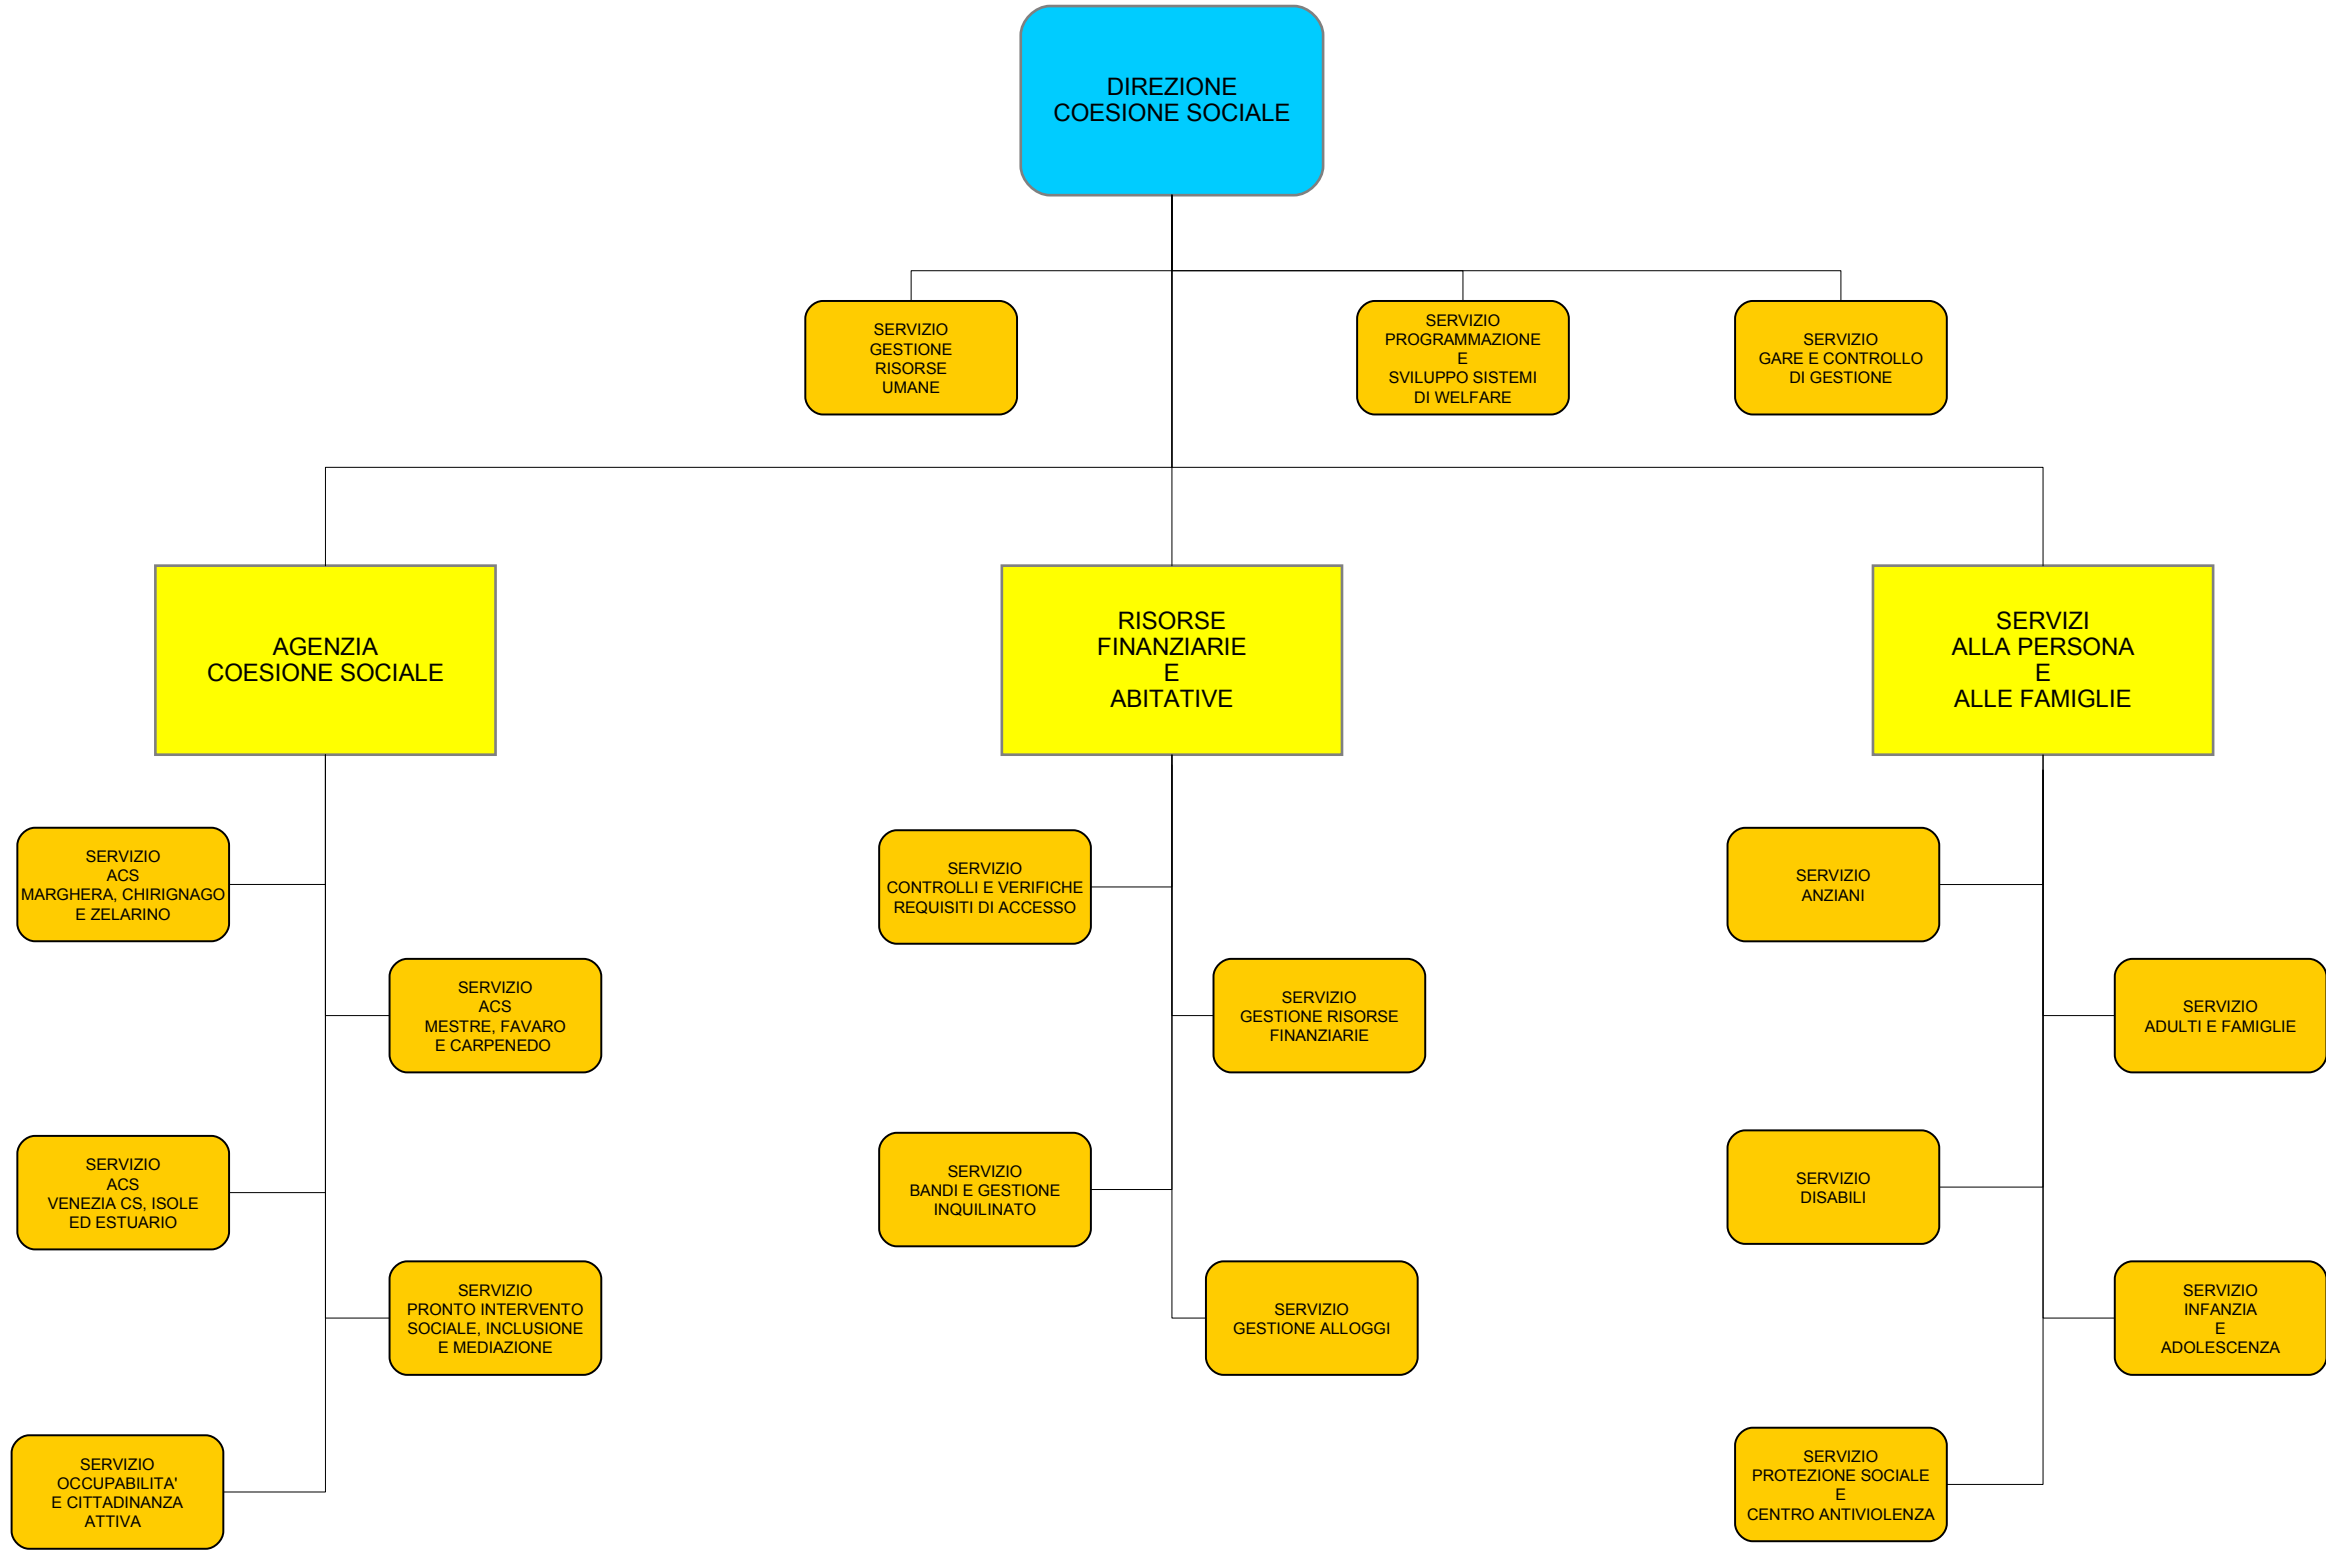 DIREZIONE
COESIONE SOCIALE
SERVIZIO
GESTIONE
RISORSE
UMANE
SERVIZIO
PROGRAMMAZIONE
E
SVILUPPO SISTEMI
DI WELFARE
SERVIZIO
GARE E CONTROLLO
DI GESTIONE
AGENZIA
COESIONE SOCIALE
RISORSE
FINANZIARIE
E
ABITATIVE
SERVIZI
ALLA PERSONA
E
ALLE FAMIGLIE
SERVIZIO
ACS
MARGHERA, CHIRIGNAGO
E ZELARINO
SERVIZIO
ACS
MESTRE, FAVARO
E CARPENEDO
SERVIZIO
ACS
VENEZIA CS, ISOLE
ED ESTUARIO
SERVIZIO
PRONTO INTERVENTO
SOCIALE, INCLUSIONE
E MEDIAZIONE
SERVIZIO
OCCUPABILITA'
E CITTADINANZA
ATTIVA
SERVIZIO
CONTROLLI E VERIFICHE
REQUISITI DI ACCESSO
SERVIZIO
GESTIONE RISORSE
FINANZIARIE
SERVIZIO
BANDI E GESTIONE
INQUILINATO
SERVIZIO
GESTIONE ALLOGGI
SERVIZIO
ANZIANI
SERVIZIO
ADULTI E FAMIGLIE
SERVIZIO
DISABILI
SERVIZIO
INFANZIA
E
ADOLESCENZA
SERVIZIO
PROTEZIONE SOCIALE
E
CENTRO ANTIVIOLENZA